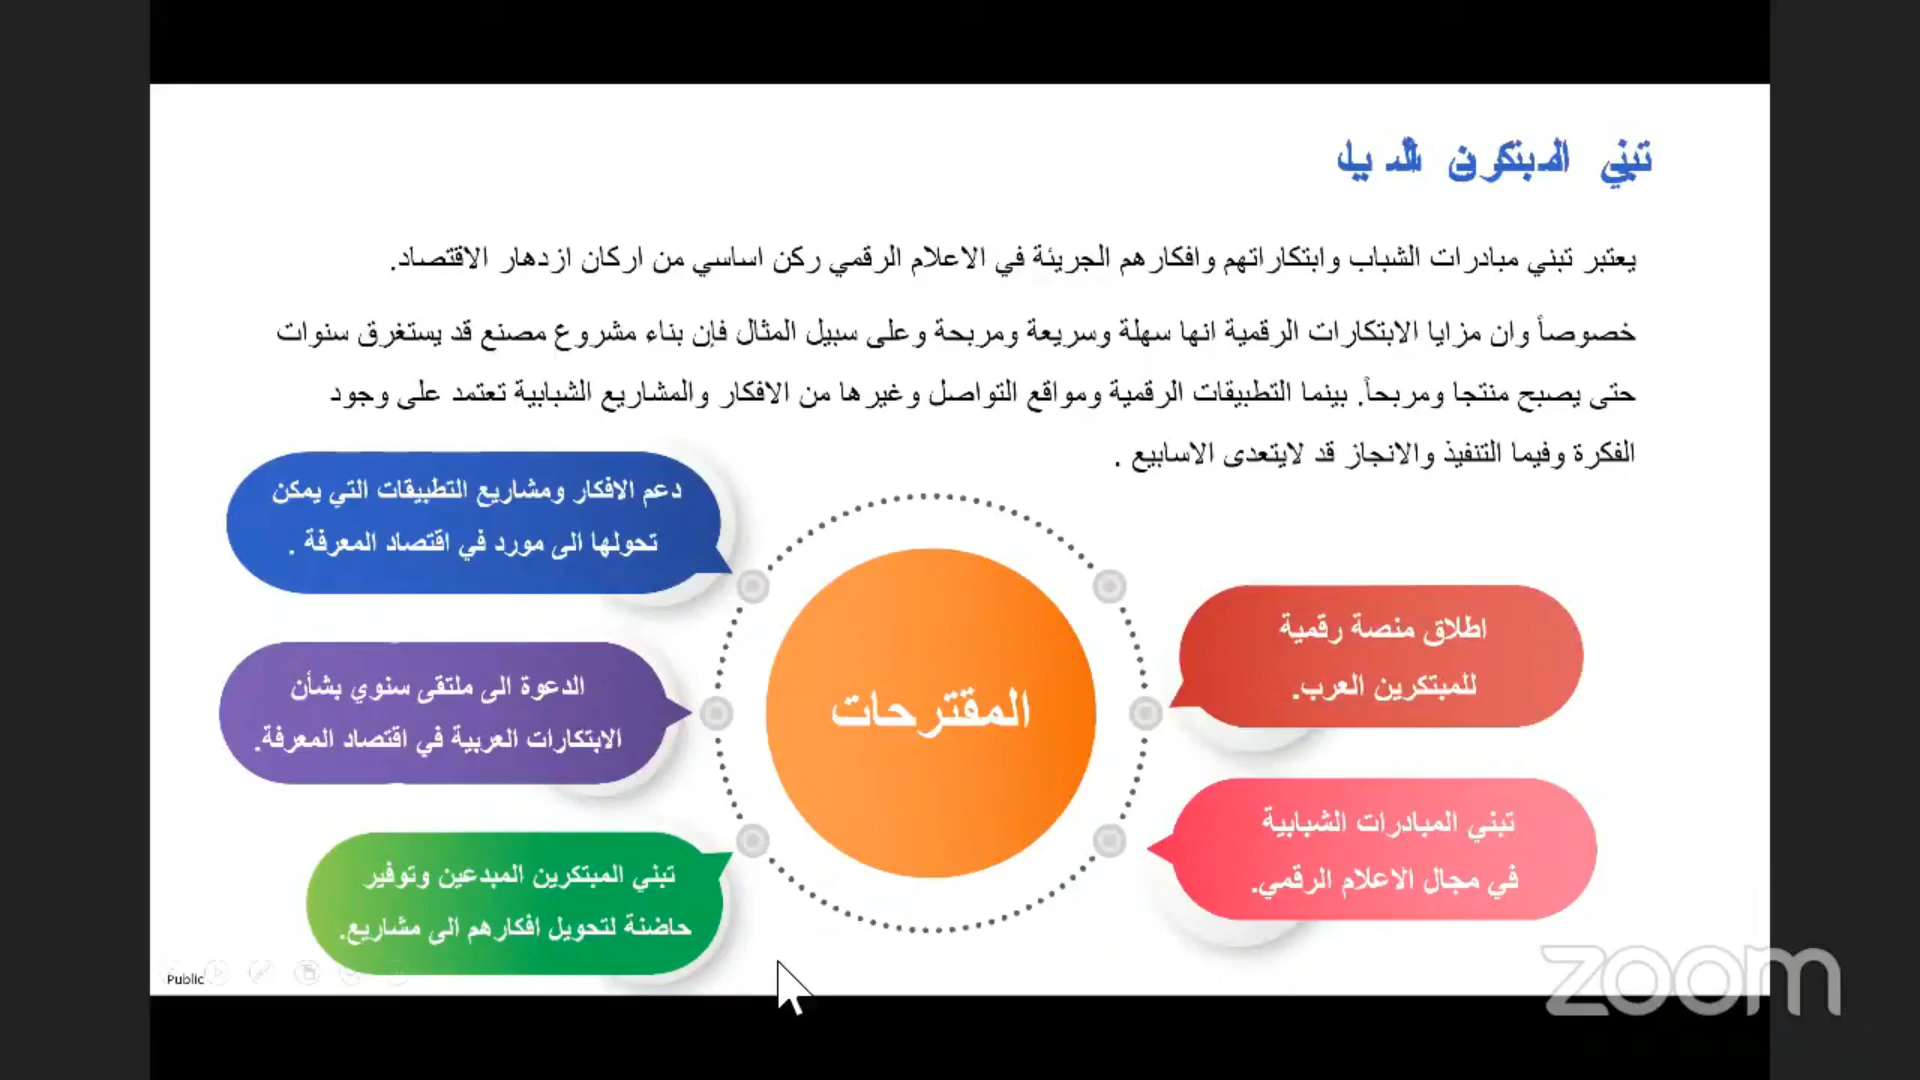 تبني المبتكرين
يعتبر تبني مبادرات الشباب وابتكاراتهم وافكارهم الجريئة في الاعلام الرقمي ركن اساسي من اركان ازدهار الاقتصاد.
خصوصاً وان مزايا الابتكارات الرقمية انها سهلة وسريعة ومربحة وعلى سبيل المثال فإن بناء مشروع مصنع قد يستغرق سنوات
حتى يصبح منتجا ومربحاً. بينما التطبيقات الرقمية ومواقع التواصل وغيرها من الافكار والمشاريع الشبابية تعتمد على وجود
الفكرة وفيما التنفيذ والانجاز قد لايتعدى الاسابيع .
المقترحات
اطلاق منصة رقمية
للمبتكرين العرب.
تبني المبادرات الشبابية
في مجال الاعلام الرقمي.
دعم الافكار ومشاريع التطبيقات التي يمكن
تحولها الى مورد في اقتصاد المعرفة .
الدعوة الى ملتقى سنوي بشأن
الابتكارات العربية في اقتصاد المعرفة.
تبني المبتكرين المبدعين وتوفير
حاضنة لتحويل افكارهم الى مشاريع.
Public
zoom